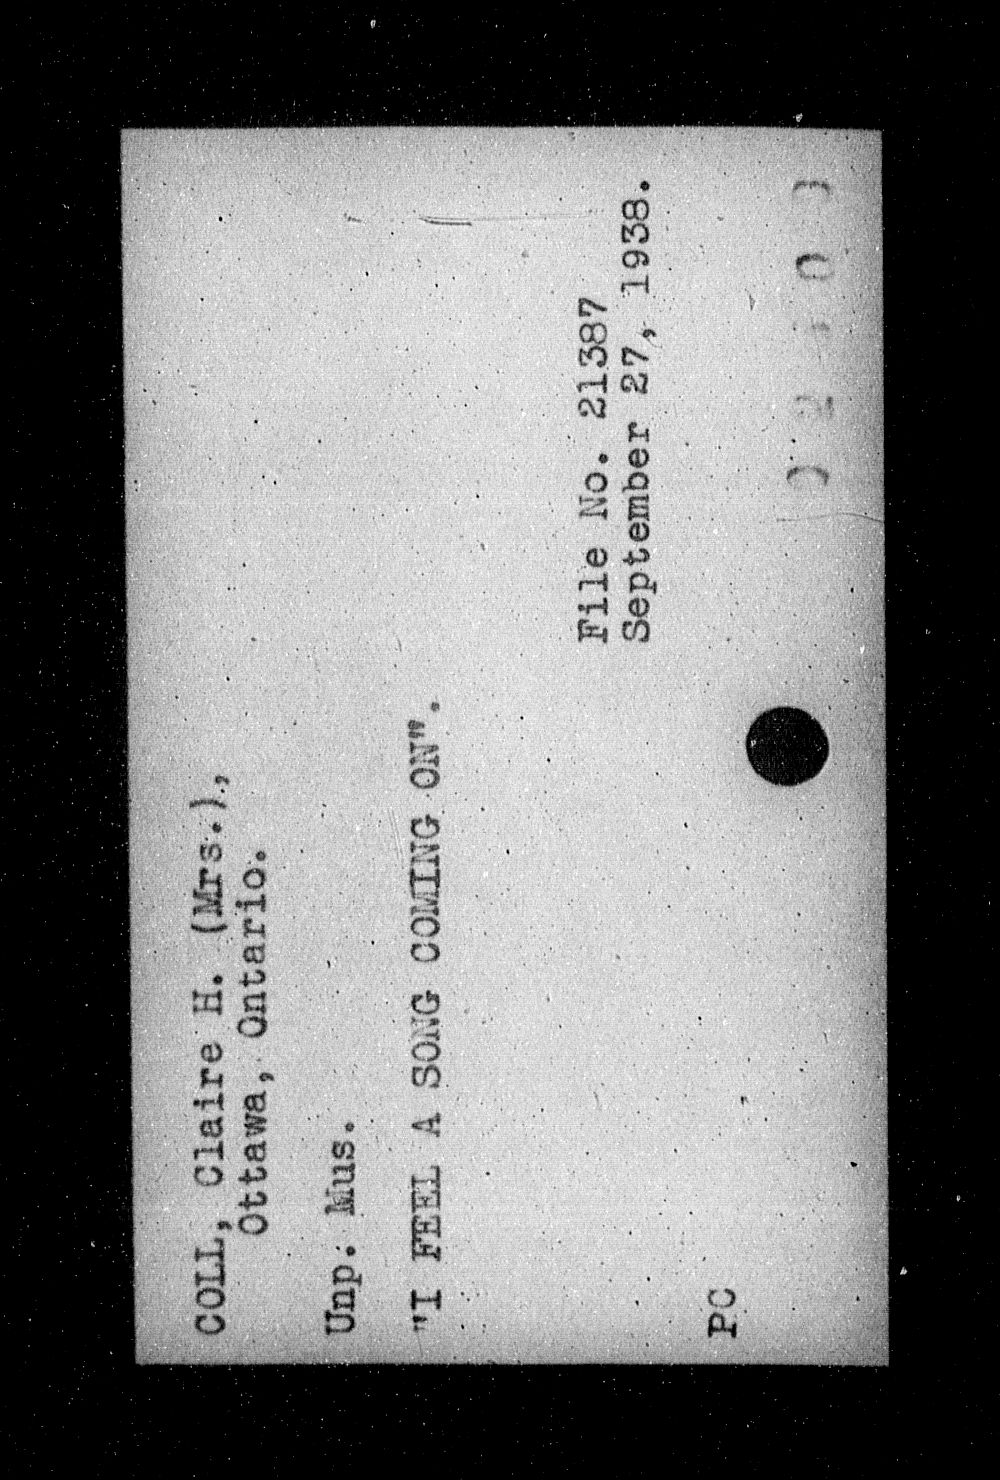 COLL, Claire H. (Mrs.),
Ottawa, Ontario.
Unp. Mus.
"I FEEL A SONG COMING ON".
File No. 21387
September 27, 1938.
PC